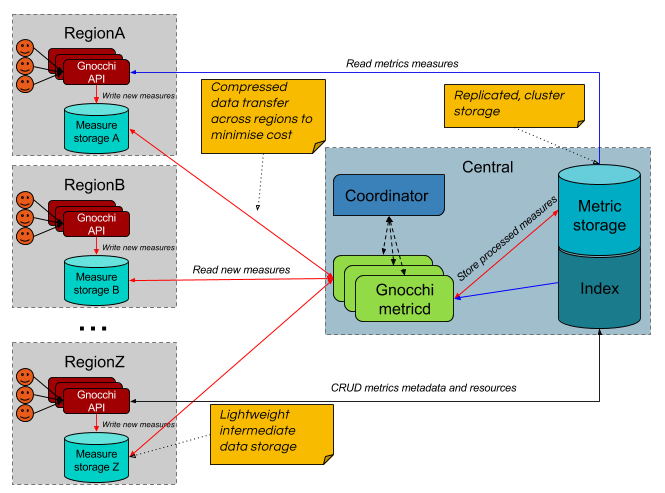 RegionA
Gnocchi
API
Write new measures
Measure
storage A
Read metrics measures
Compressed
data transfer
across regions to
minimise cost
Replicated, cluster
storage
RegionB
Gnocchi
API
Write new measures
Measure
storage B
Read new measures
Central
Coordinator
Gnocchi
metricd
Store processed measures
Metric
storage
Index
...
RegionZ
Gnocchi
API
Write new measures
Measure
storage Z
CRUD metrics metadata and resources
Lightweight
intermediate
data storage